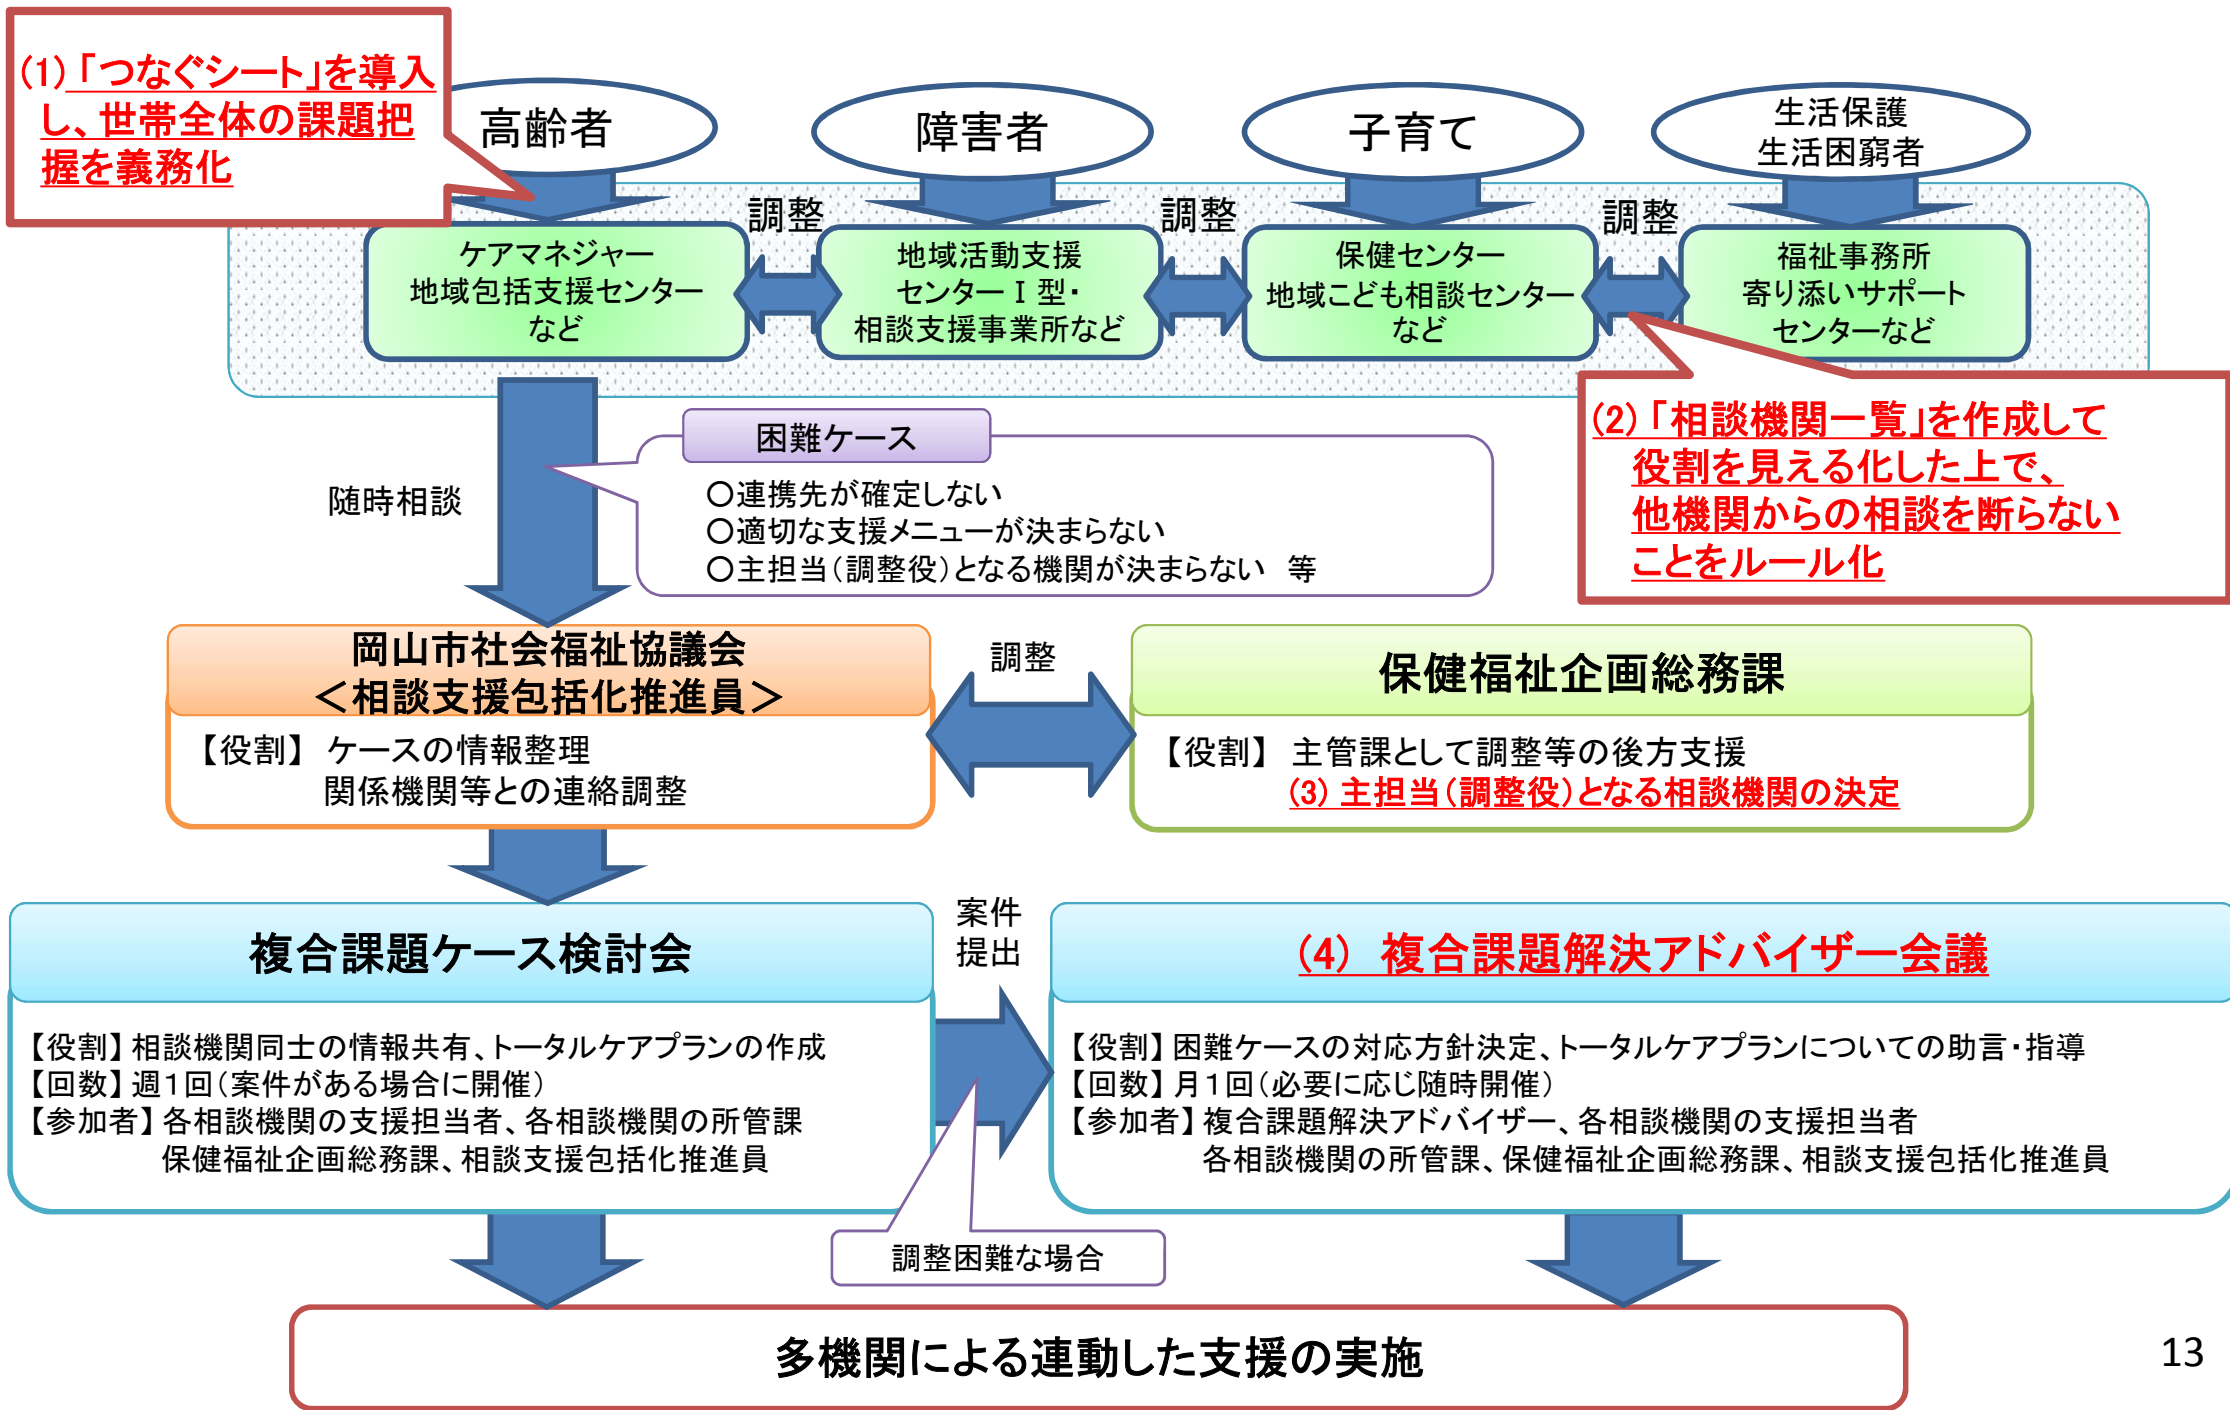 (1)「つなぐシート」を導入
し、世帯全体の課題把
握を義務化
高齢者
障害者
子育て
生活保護
生活困窮者
調整
調整
調整
ケアマネジャー
地域包括支援センター
など
地域活動支援
センターⅠ型・
相談支援事業所など
保健センター
地域こども相談センター
など
福祉事務所
寄り添いサポート
センターなど
(2)「相談機関一覧」を作成して
役割を見える化した上で、
他機関からの相談を断らない
ことをルール化
随時相談
困難ケース
○連携先が確定しない
○適切な支援メニューが決まらない
○主担当(調整役)となる機関が決まらない 等
岡山市社会福祉協議会
<相談支援包括化推進員>
【役割】 ケースの情報整理
関係機関等との連絡調整
調整
保健福祉企画総務課
【役割】 主管課として調整等の後方支援
(3) 主担当(調整役)となる相談機関の決定
複合課題ケース検討会
【役割】相談機関同士の情報共有、トータルケアプランの作成
【回数】週1回(案件がある場合に開催)
【参加者】各相談機関の支援担当者、各相談機関の所管課
保健福祉企画総務課、相談支援包括化推進員
案件
提出
調整困難な場合
(4) 複合課題解決アドバイザー会議
【役割】困難ケースの対応方針決定、トータルケアプランについての助言・指導
【回数】月1回(必要に応じ随時開催)
【参加者】複合課題解決アドバイザー、各相談機関の支援担当者
各相談機関の所管課、保健福祉企画総務課、相談支援包括化推進員
多機関による連動した支援の実施
13